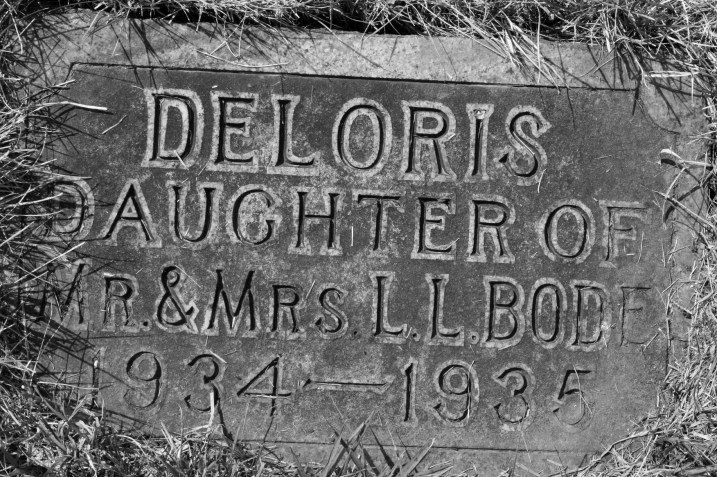 DELORIS
DAUGHTER OF
MR. & MRS. L.L. BODE
1934 — 1935